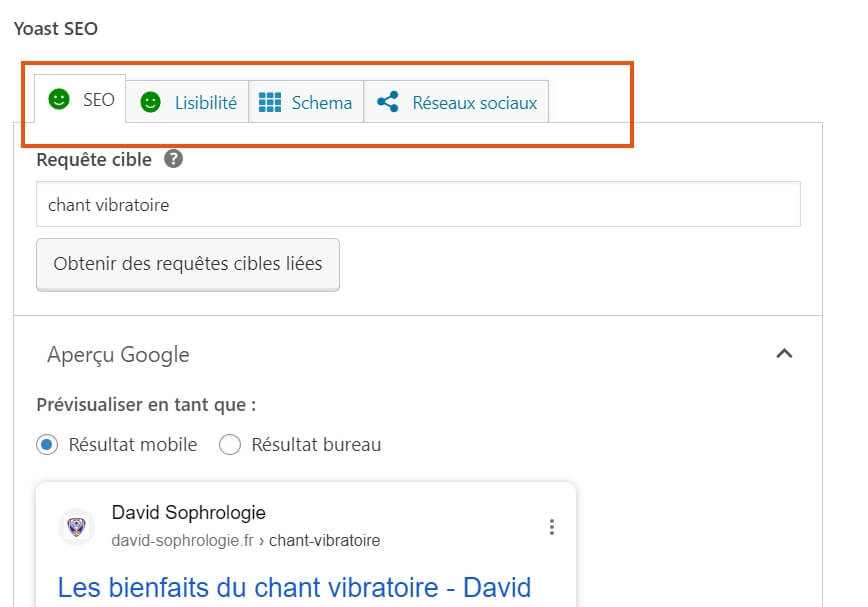 Yoast SEO
SEO Lisibilité Schema Réseaux sociaux
Requête cible ?
chant vibratoire
Obtenir des requêtes cibles liées
Aperçu Google
Prévisualiser en tant que :
Résultat mobile Résultat bureau
David Sophrologie
david-sophrologie.fr › chant-vibratoire
Les bienfaits du chant vibratoire - David